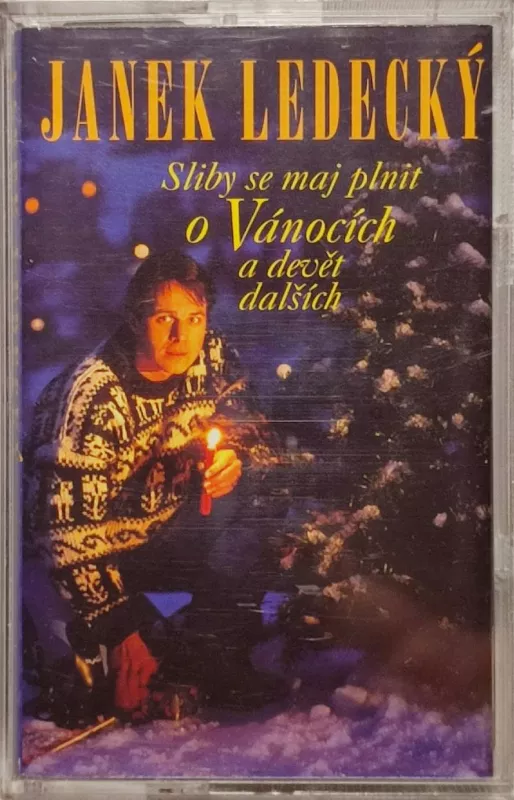 JANEK LEDECKÝ
Sliby se maj plnit
o Vánocích
a devět
dalších